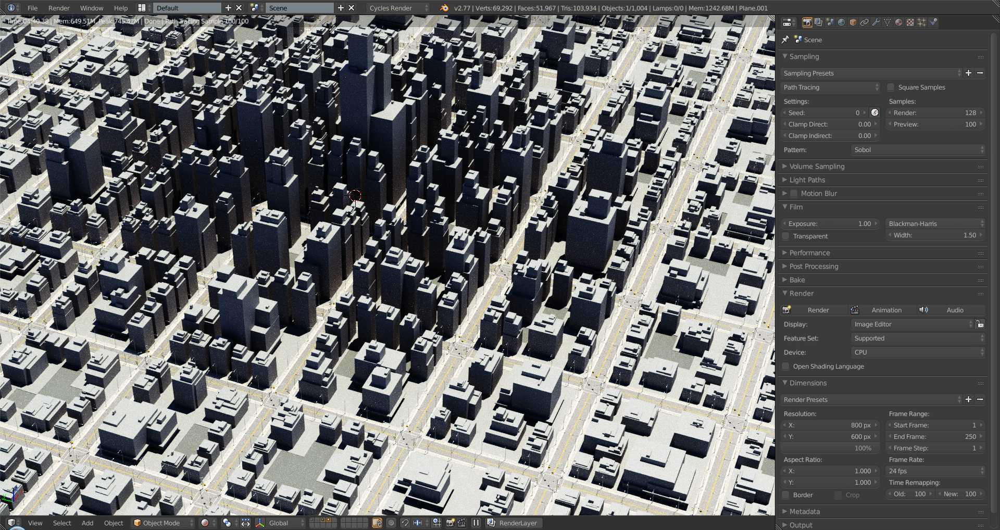 File Render Window Help Default Scene Cycles Render v2.77 | Verts:69,292 | Faces:51,967 | Tris:103,934 | Objects:1/1,004 | Lamps:0/0 | Mem:1242.68M | Plane.001
Time:04:40.38 | Mem:649.51M, Peak:745.42M | Done | Path Tracing Sample 100/100
Scene
Sampling
Sampling Presets
Path Tracing Square Samples
Settings: Samples:
Seed: 0 Render: 128
Clamp Direct: 0.00 Preview: 100
Clamp Indirect: 0.00
Pattern: Sobol
Volume Sampling
Light Paths
Motion Blur
Film
Exposure: 1.00 Blackman-Harris
Transparent Width: 1.50
Performance
Post Processing
Bake
Render
Render Animation Audio
Display: Image Editor
Feature Set: Supported
Device: CPU
Open Shading Language
Dimensions
Render Presets
Resolution: Frame Range:
X: 800 px Start Frame: 1
Y: 600 px End Frame: 250
100% Frame Step: 1
Aspect Ratio: Frame Rate:
X: 1.000 24 fps
Y: 1.000 Time Remapping:
Border Crop Old: 100 New: 100
Metadata
Output
View Select Add Object Object Mode Global RenderLayer